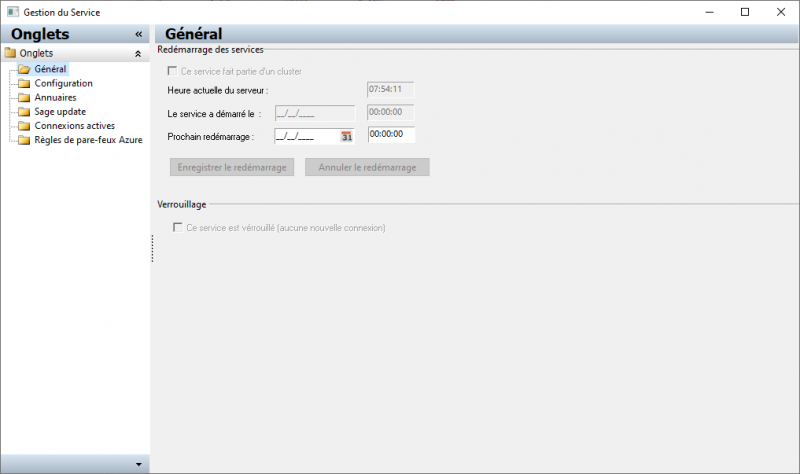 Gestion du Service
Onglets «
Onglets
Général
Configuration
Annuaires
Sage update
Connexions actives
Règles de pare-feux Azure
Général
Redémarrage des services
Ce service fait partie d'un cluster
Heure actuelle du serveur : 07:54:11
Le service a démarré le : __/__/____ 00:00:00
Prochain redémarrage : __/__/____ 31 00:00:00
Enregistrer le redémarrage Annuler le redémarrage
Verrouillage
Ce service est vérrouillé (aucune nouvelle connexion)